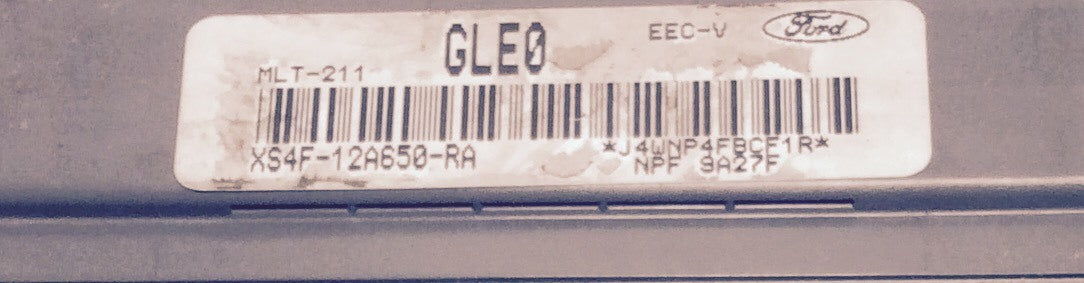 GLE0 EEC-V Ford
MLT-211
XS4F-12A650-RA *J4WNP4FBCF1R*
NPF 9A27F